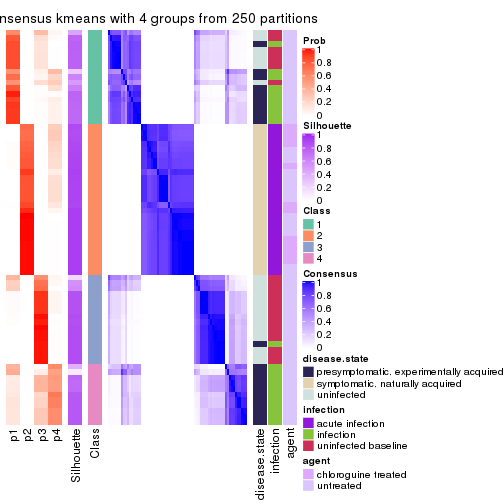 nsensus kmeans with 4 groups from 250 partitions
Prob
1
0.8
0.6
0.4
0.2
0
Silhouette
1
0.8
0.6
0.4
0.2
0
Class
1
2
3
4
Consensus
1
0.8
0.6
0.4
0.2
0
disease.state
presymptomatic. experimentally acquired
symptomatic. naturally acquired
uninfected
infection
acute infection
infection
uninfected baseline
agent
chloroguine treated
untreated
p1
p2
p3
p4
Silhouette
Class
disease.state
infection
agent